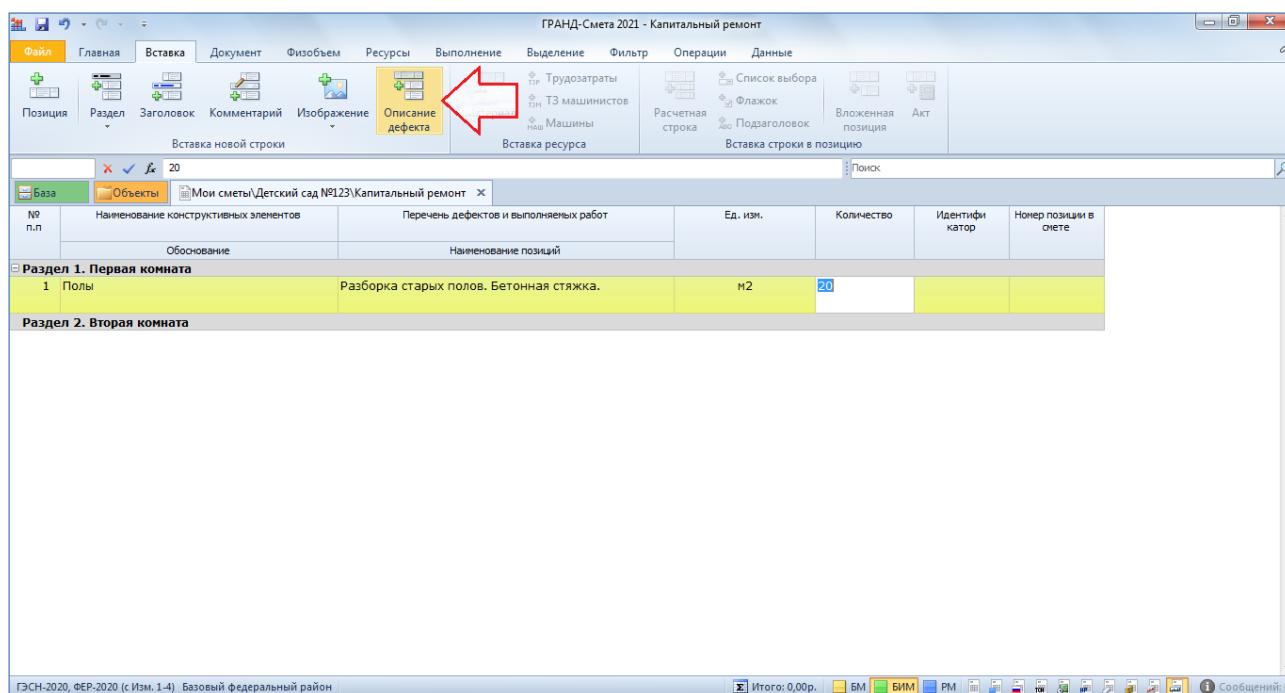 ГРАНД-Смета 2021 - Капитальный ремонт
Файл Главная Вставка Документ Физобъем Ресурсы Выполнение Выделение Фильтр Операции Данные
Позиция Раздел Заголовок Комментарий Изображение Описание дефекта
Трудозатраты
ТЗ машинистов
Машины
Расчетная строка
Список выбора
Флажок
Подзаголовок
Вложенная позиция
Акт
Вставка новой строки Вставка ресурса Вставка строки в позицию
fx 20 Поиск
База Объекты Мои сметы\Детский сад №123\Капитальный ремонт
№ п.п Наименование конструктивных элементов Перечень дефектов и выполняемых работ Ед. изм. Количество Идентификатор Номер позиции в смете
Обоснование Наименование позиций
Раздел 1. Первая комната
1 Полы Разборка старых полов. Бетонная стяжка. м2 20
Раздел 2. Вторая комната
ГЭСН-2020, ФЕР-2020 (с Изм. 1-4) Базовый федеральный район Итого: 0,00р. БМ БИМ РМ Сообщений: